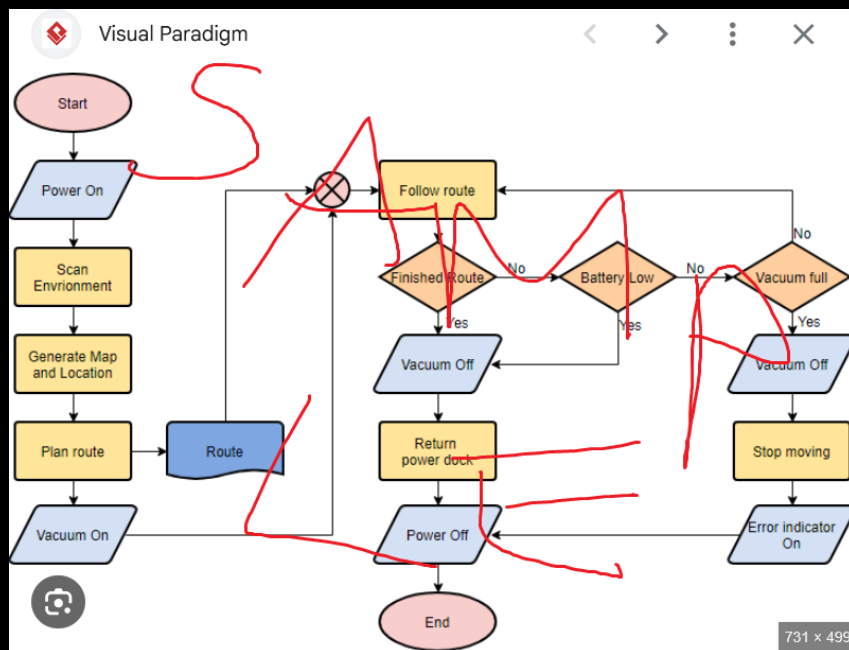 Visual Paradigm
Start
Power On
Scan
Envrionment
Generate Map
and Location
Plan route
Route
Vacuum On
Follow route
Finished Route
No
Yes
Battery Low
No
Yes
Vacuum full
No
Yes
Vacuum Off
Return
power dock
Power Off
End
Vacuum Off
Stop moving
Error indicator
On
SAMP
LE
731 × 499